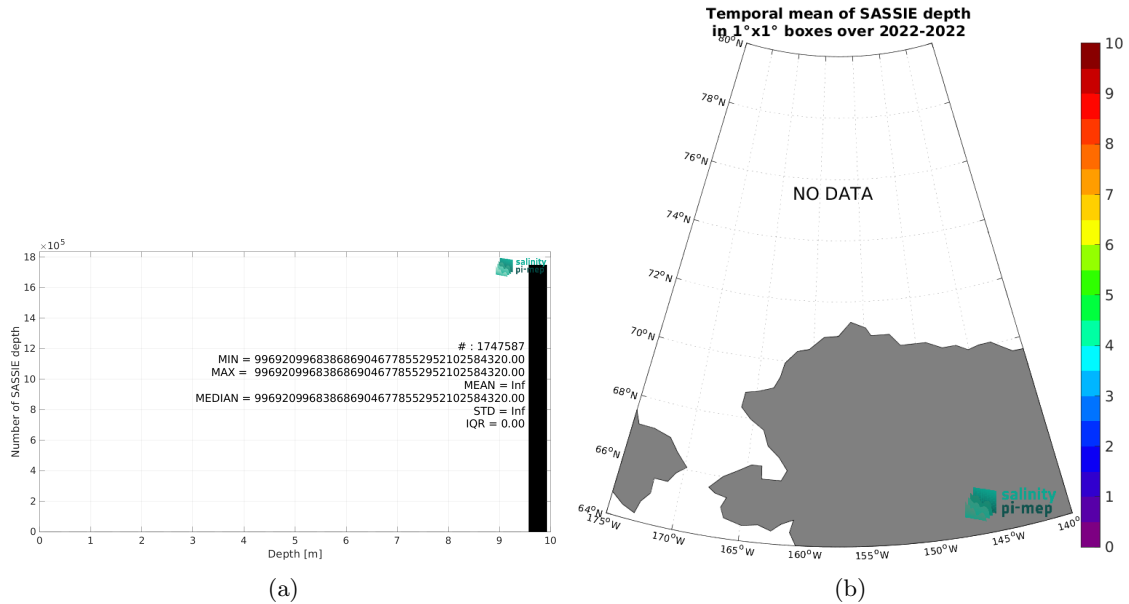 ×10⁵
18
16
14
12
10
8
6
4
2
0
Number of SASSIE depth
salinity
pi-mep
# : 1747587
MIN = 9969209968386869046778552952102584320.00
MAX = 9969209968386869046778552952102584320.00
MEAN = Inf
MEDIAN = 9969209968386869046778552952102584320.00
STD = Inf
IQR = 0.00
0 1 2 3 4 5 6 7 8 9 10
Depth [m]
(a)
Temporal mean of SASSIE depth
in 1°x1° boxes over 2022-2022
80°N
78°N
76°N
74°N
72°N
70°N
68°N
66°N
64°N
NO DATA
175°W
170°W
165°W
160°W
155°W
150°W
145°W
140°
salinity
pi-mep
10
9
8
7
6
5
4
3
2
1
0
(b)